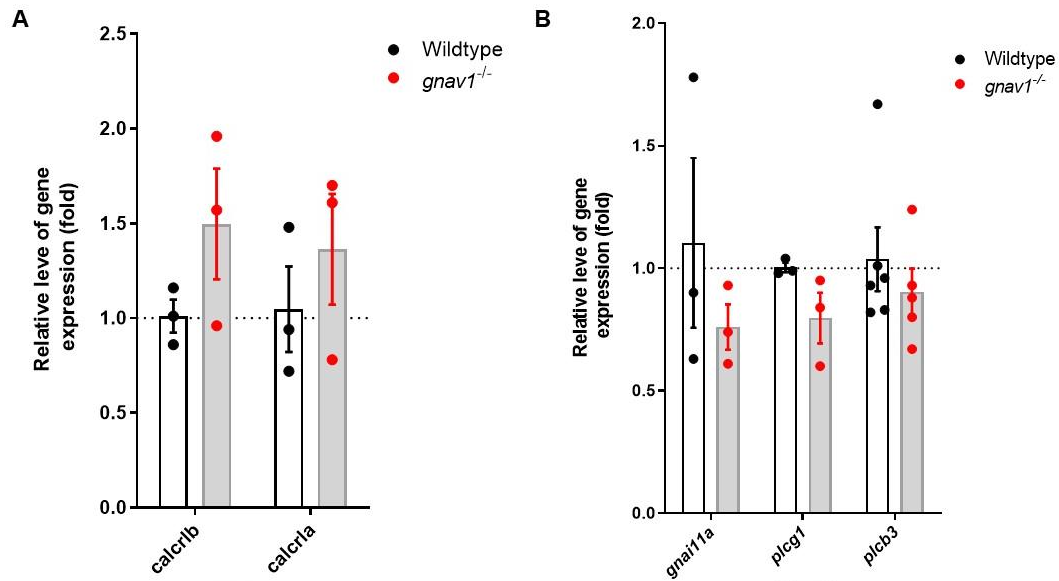 A
B
2.5
2.0
1.5
1.0
0.5
0.0
Relative leve of gene
expression (fold)
Wildtype
gnav1-/-
calcrlb
calcrla
2.0
1.5
1.0
0.5
0.0
Relative level of gene
expression (fold)
Wildtype
gnav1-/-
gnai11a
plcg1
plcb3